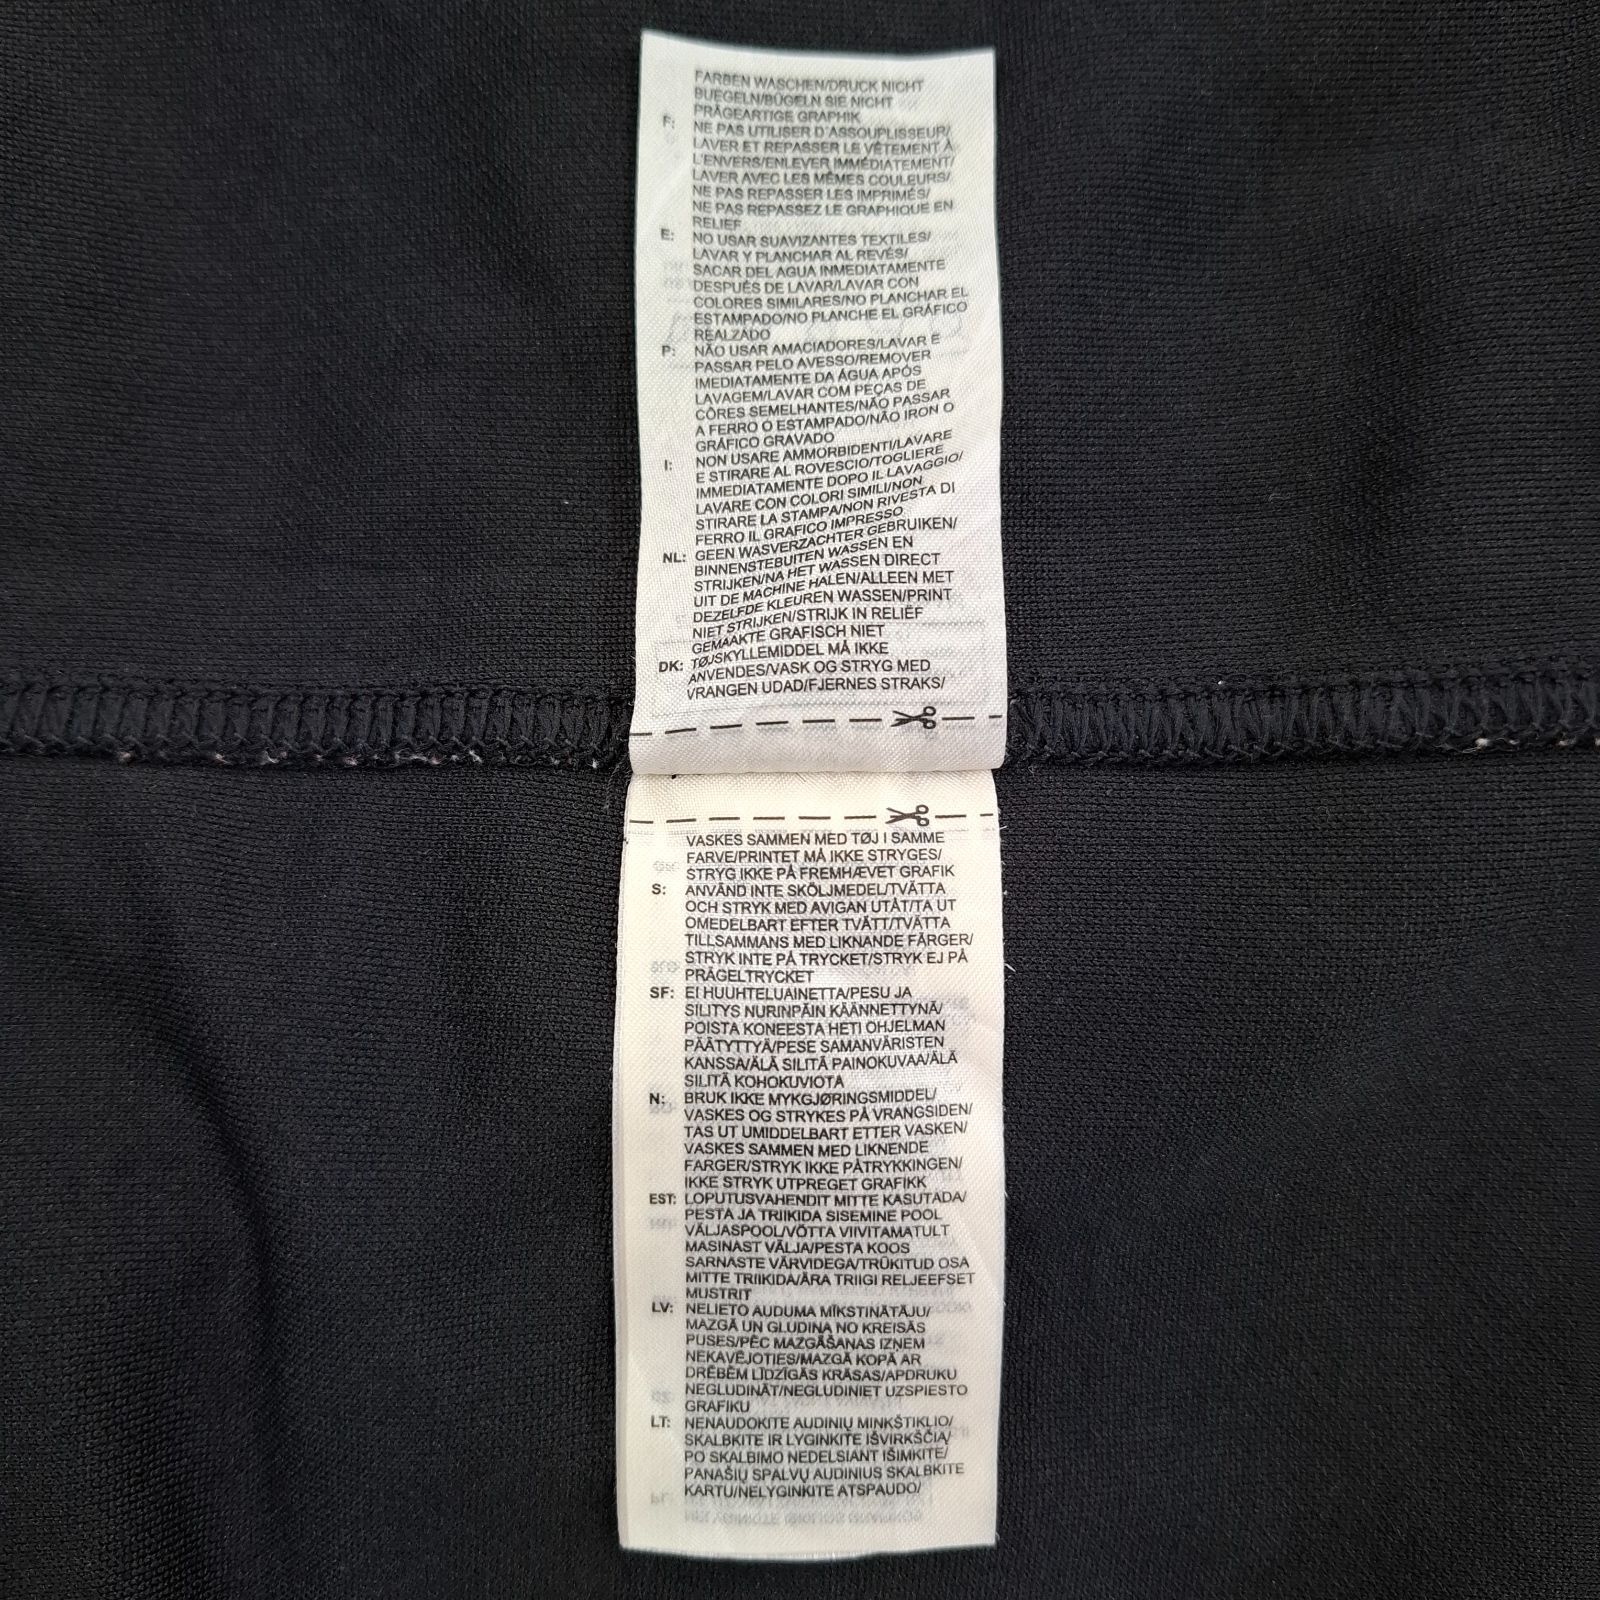 FARBEN WASCHEN/DRUCK NICHT
BUEGELN/BÜGELN SIE NICHT
PRÄGEARTIGE GRAPHIK
F: NE PAS UTILISER D'ASSOUPLISSEUR/
LAVER ET REPASSER LE VÊTEMENT À
L'ENVERS/ENLEVER IMMÉDIATEMENT/
LAVER AVEC LES MÊMES COULEURS/
NE PAS REPASSER LES IMPRIMÉS/
NE PAS REPASSEZ LE GRAPHIQUE EN
RELIEF
E: NO USAR SUAVIZANTES TEXTILES/
LAVAR Y PLANCHAR AL REVÉS/
SACAR DEL AGUA INMEDIATAMENTE
DESPUÉS DE LAVAR/LAVAR CON
COLORES SIMILARES/NO PLANCHAR EL
ESTAMPADO/NO PLANCHE EL GRÁFICO
REALZADO
P: NÃO USAR AMACIADORES/LAVAR E
PASSAR PELO AVESSO/REMOVER
IMEDIATAMENTE DA ÁGUA APÓS
LAVAGEM/LAVAR COM PEÇAS DE
CÔRES SEMELHANTES/NÃO PASSAR
A FERRO O ESTAMPADO/NÃO IRON O
GRÁFICO GRAVADO
I: NON USARE AMMORBIDENTI/LAVARE
E STIRARE AL ROVESCIO/TOGLIERE
IMMEDIATAMENTE DOPO IL LAVAGGIO/
LAVARE CON COLORI SIMILI/NON
STIRARE LA STAMPA/NON RIVESTA DI
FERRO IL GRAFICO IMPRESSO
NL: GEEN WASVERZACHTER GEBRUIKEN/
BINNENSTEBUITEN WASSEN EN
STRIJKEN/NA HET WASSEN DIRECT
UIT DE MACHINE HALEN/ALLEEN MET
DEZELFDE KLEUREN WASSEN/PRINT
NIET STRIJKEN/STRIJK IN RELIËF
GEMAAKTE GRAFISCH NIET
DK: TØJSKYLLEMIDDEL MÅ IKKE
ANVENDES/VASK OG STRYG MED
VRANGEN UDAD/FJERNES STRAKS/
VASKES SAMMEN MED TØJ I SAMME
FARVE/PRINTET MÅ IKKE STRYGES/
STRYG IKKE PÅ FREMHÆVET GRAFIK
S: ANVÄND INTE SKÖLJMEDEL/TVÄTTA
OCH STRYK MED AVIGAN UTÅT/TA UT
OMEDELBART EFTER TVÄTT/TVÄTTA
TILLSAMMANS MED LIKNANDE FÄRGER/
STRYK INTE PÅ TRYCKET/STRYK EJ PÅ
PRÄGELTRYCKET
SF: EI HUUHTELUAINETTA/PESU JA
SILITYS NURINPÄIN KÄÄNNETTYNÄ/
POISTA KONEESTA HETI OHJELMAN
PÄÄTYTTYÄ/PESE SAMANVÄRISTEN
KANSSA/ÄLÄ SILITÄ PAINOKUVAA/ÄLÄ
SILITÄ KOHOKUVIOTA
N: BRUK IKKE MYKGJØRINGSMIDDEL/
VASKES OG STRYKES PÅ VRANGSIDEN/
TAS UT UMIDDELBART ETTER VASKEN/
VASKES SAMMEN MED LIKNENDE
FARGER/STRYK IKKE PÅTRYKKINGEN/
IKKE STRYK UTPREGET GRAFIKK
EST: LOPUTUSVAHENDIT MITTE KASUTADA/
PESTA JA TRIIKIDA SISEMINE POOL
VÄLJASPOOL/VÕTTA VIIVITAMATULT
MASINAST VÄLJA/PESTA KOOS
SARNASTE VÄRVIDEGA/TRÜKITUD OSA
MITTE TRIIKIDA/ÄRA TRIIGI RELJEEFSET
MUSTRIT
LV: NELIETO AUDUMA MĪKSTINĀTĀJU/
MAZGĀ UN GLUDINA NO KREISĀS
PUSES/PĒC MAZGĀŠANAS IZŅEM
NEKAVĒJOTIES/MAZGĀ KOPĀ AR
DRĒBĒM LĪDZĪGĀS KRĀSAS/APDRUKU
NEGLUDINĀT/NEGLUDINIET UZSPIESTO
GRAFIKU
LT: NENAUDOKITE AUDINIŲ MINKŠTIKLIO/
SKALBKITE IR LYGINKITE IŠVIRKŠČIĄ/
PO SKALBIMO NEDELSIANT IŠIMKITE/
PANAŠIŲ SPALVŲ AUDINIUS SKALBKITE
KARTU/NELYGINKITE ATSPAUDO/